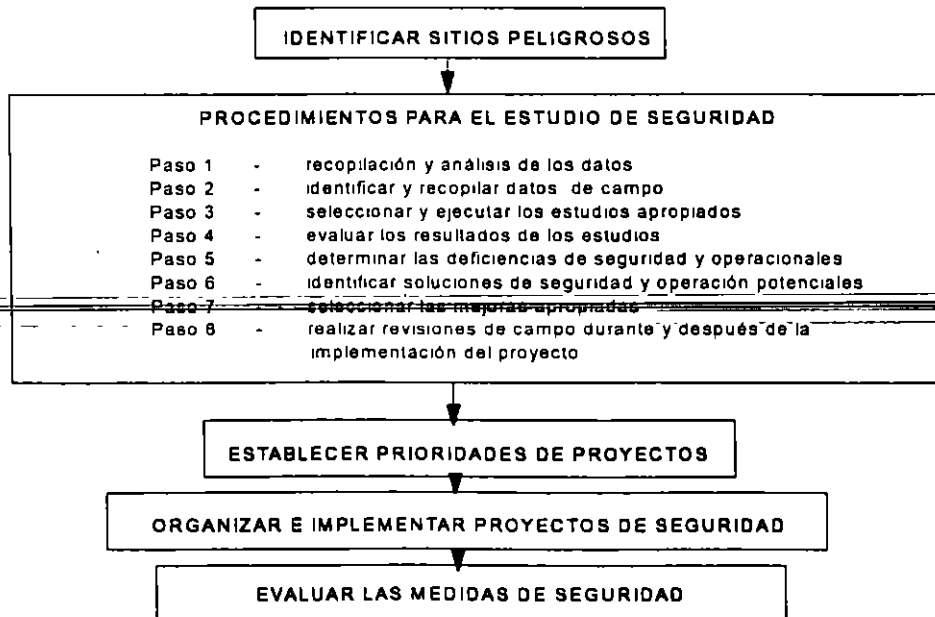 IDENTIFICAR SITIOS PELIGROSOS
PROCEDIMIENTOS PARA EL ESTUDIO DE SEGURIDAD
Paso 1 - recopilación y análisis de los datos
Paso 2 - identificar y recopilar datos de campo
Paso 3 - seleccionar y ejecutar los estudios apropiados
Paso 4 - evaluar los resultados de los estudios
Paso 5 - determinar las deficiencias de seguridad y operacionales
Paso 6 - identificar soluciones de seguridad y operación potenciales
Paso 7 - seleccionar las mejoras apropiadas
Paso 8 - realizar revisiones de campo durante y después de la
implementación del proyecto
ESTABLECER PRIORIDADES DE PROYECTOS
ORGANIZAR E IMPLEMENTAR PROYECTOS DE SEGURIDAD
EVALUAR LAS MEDIDAS DE SEGURIDAD